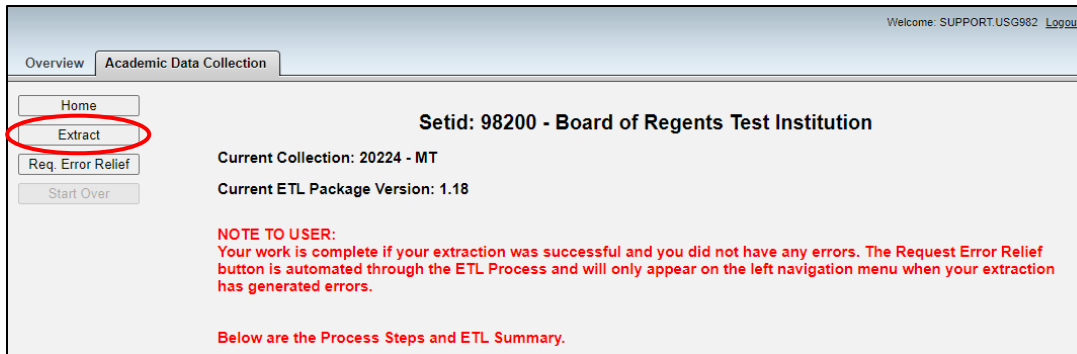 Welcome: SUPPORT.USG982 Logou
Overview
Academic Data Collection
Home
Extract
Req. Error Relief
Start Over
Setid: 98200 - Board of Regents Test Institution
Current Collection: 20224 - MT
Current ETL Package Version: 1.18
NOTE TO USER:
Your work is complete if your extraction was successful and you did not have any errors. The Request Error Relief
button is automated through the ETL Process and will only appear on the left navigation menu when your extraction
has generated errors.
Below are the Process Steps and ETL Summary.